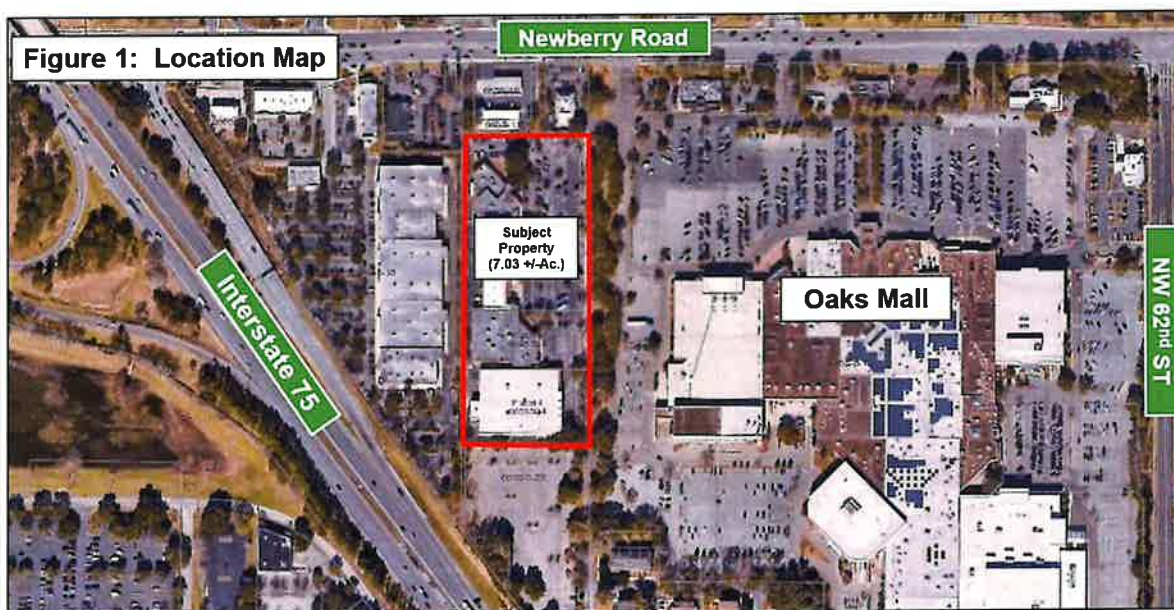 Newberry Road
Figure 1: Location Map
Subject
Property
(7.03 +/-Ac.)
Interstate 75
Oaks Mall
NW 62nd ST